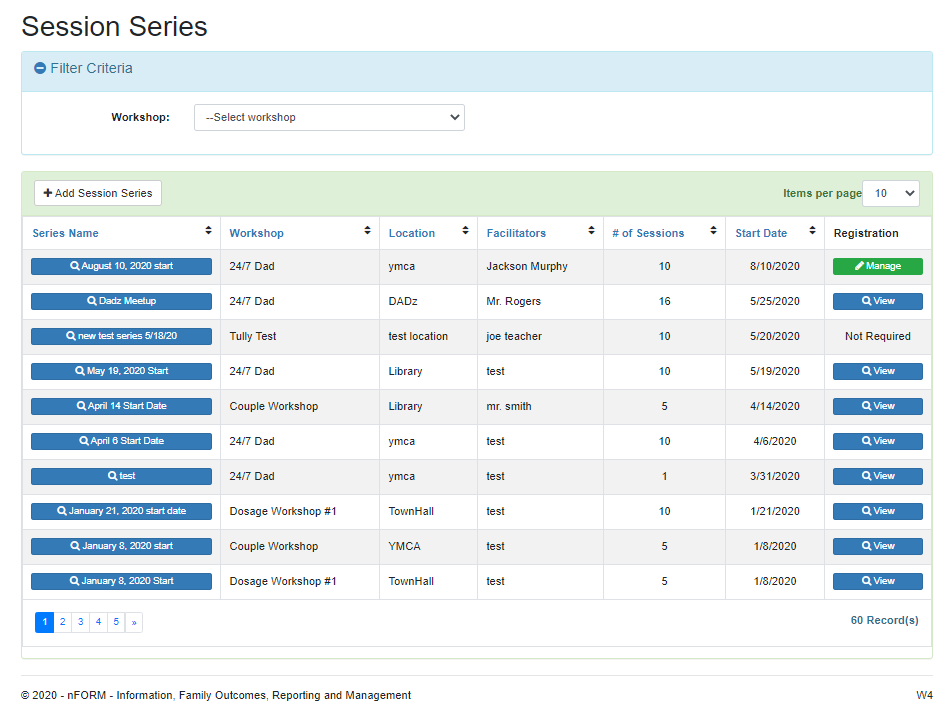 Session Series
Filter Criteria
Workshop: --Select workshop
Add Session Series Items per page 10
Series Name Workshop Location Facilitators # of Sessions Start Date Registration
August 10, 2020 start 24/7 Dad ymca Jackson Murphy 10 8/10/2020 Manage
Dadz Meetup 24/7 Dad DADz Mr. Rogers 16 5/25/2020 View
new test series 5/18/20 Tully Test test location joe teacher 10 5/20/2020 Not Required
May 19, 2020 Start 24/7 Dad Library test 10 5/19/2020 View
April 14 Start Date Couple Workshop Library mr. smith 5 4/14/2020 View
April 6 Start Date 24/7 Dad ymca test 10 4/6/2020 View
test 24/7 Dad ymca test 1 3/31/2020 View
January 21, 2020 start date Dosage Workshop #1 TownHall test 10 1/21/2020 View
January 8, 2020 start Couple Workshop YMCA test 5 1/8/2020 View
January 8, 2020 Start Dosage Workshop #1 TownHall test 5 1/8/2020 View
1 2 3 4 5 » 60 Record(s)
© 2020 - nFORM - Information, Family Outcomes, Reporting and Management W4